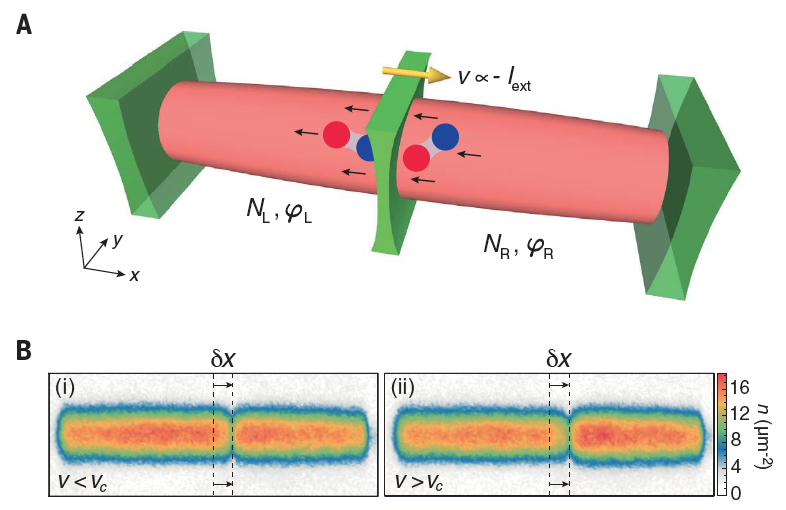 A
v ∝ - I_ext
N_L, φ_L
N_R, φ_R
z
y
x
B
δx
δx
(i)
(ii)
v < v_c
v > v_c
16
12
8
4
0
n (μm⁻²)